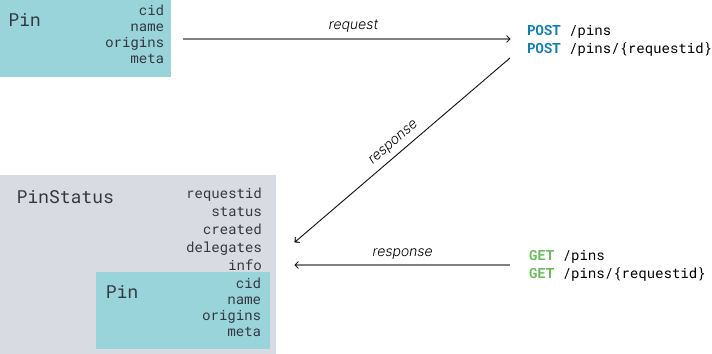 Pin
cid
name
origins
meta
request
POST /pins
POST /pins/{requestid}
response
PinStatus
requestid
status
created
delegates
info
Pin
cid
name
origins
meta
response
GET /pins
GET /pins/{requestid}